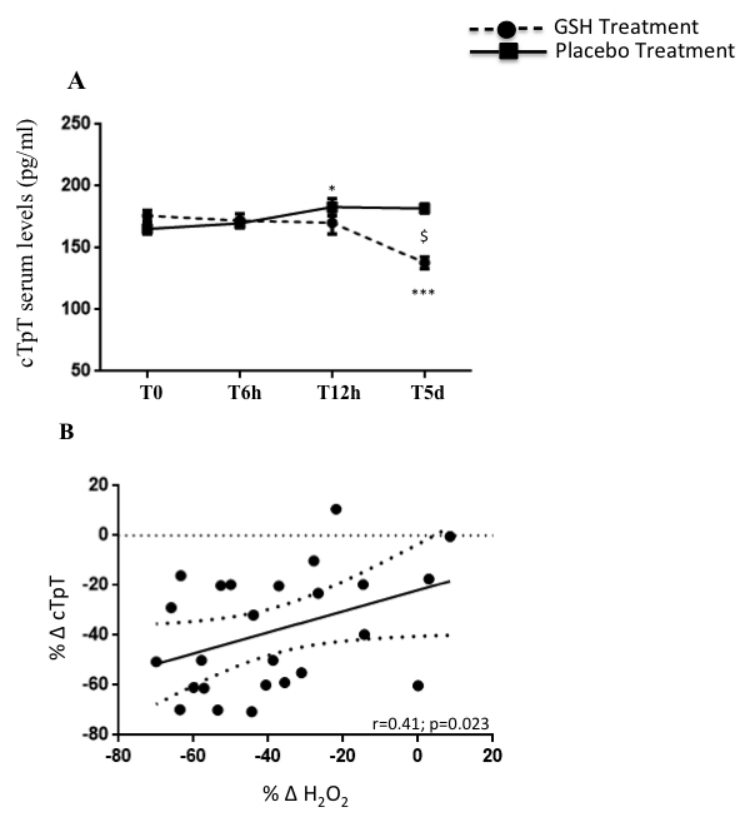 GSH Treatment
Placebo Treatment
A
cTpT serum levels (pg/ml)
250
200
150
100
50
*
$
***
T0 T6h T12h T5d
B
% Δ cTpT
20
0
-20
-40
-60
-80
r=0.41; p=0.023
-80 -60 -40 -20 0 20
% Δ H₂O₂